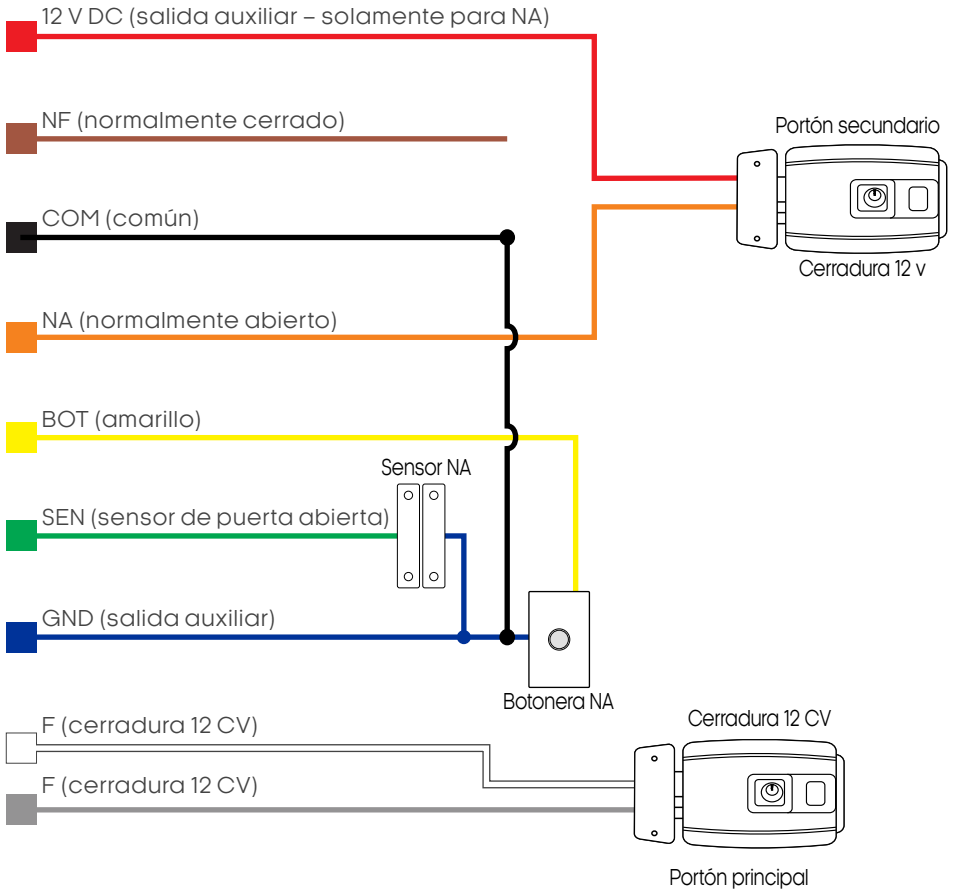 12 V DC (salida auxiliar – solamente para NA)
NF (normalmente cerrado)
Portón secundario
COM (común)
Cerradura 12 v
NA (normalmente abierto)
BOT (amarillo)
Sensor NA
SEN (sensor de puerta abierta)
GND (salida auxiliar)
Botonera NA
F (cerradura 12 CV)
Cerradura 12 CV
F (cerradura 12 CV)
Portón principal